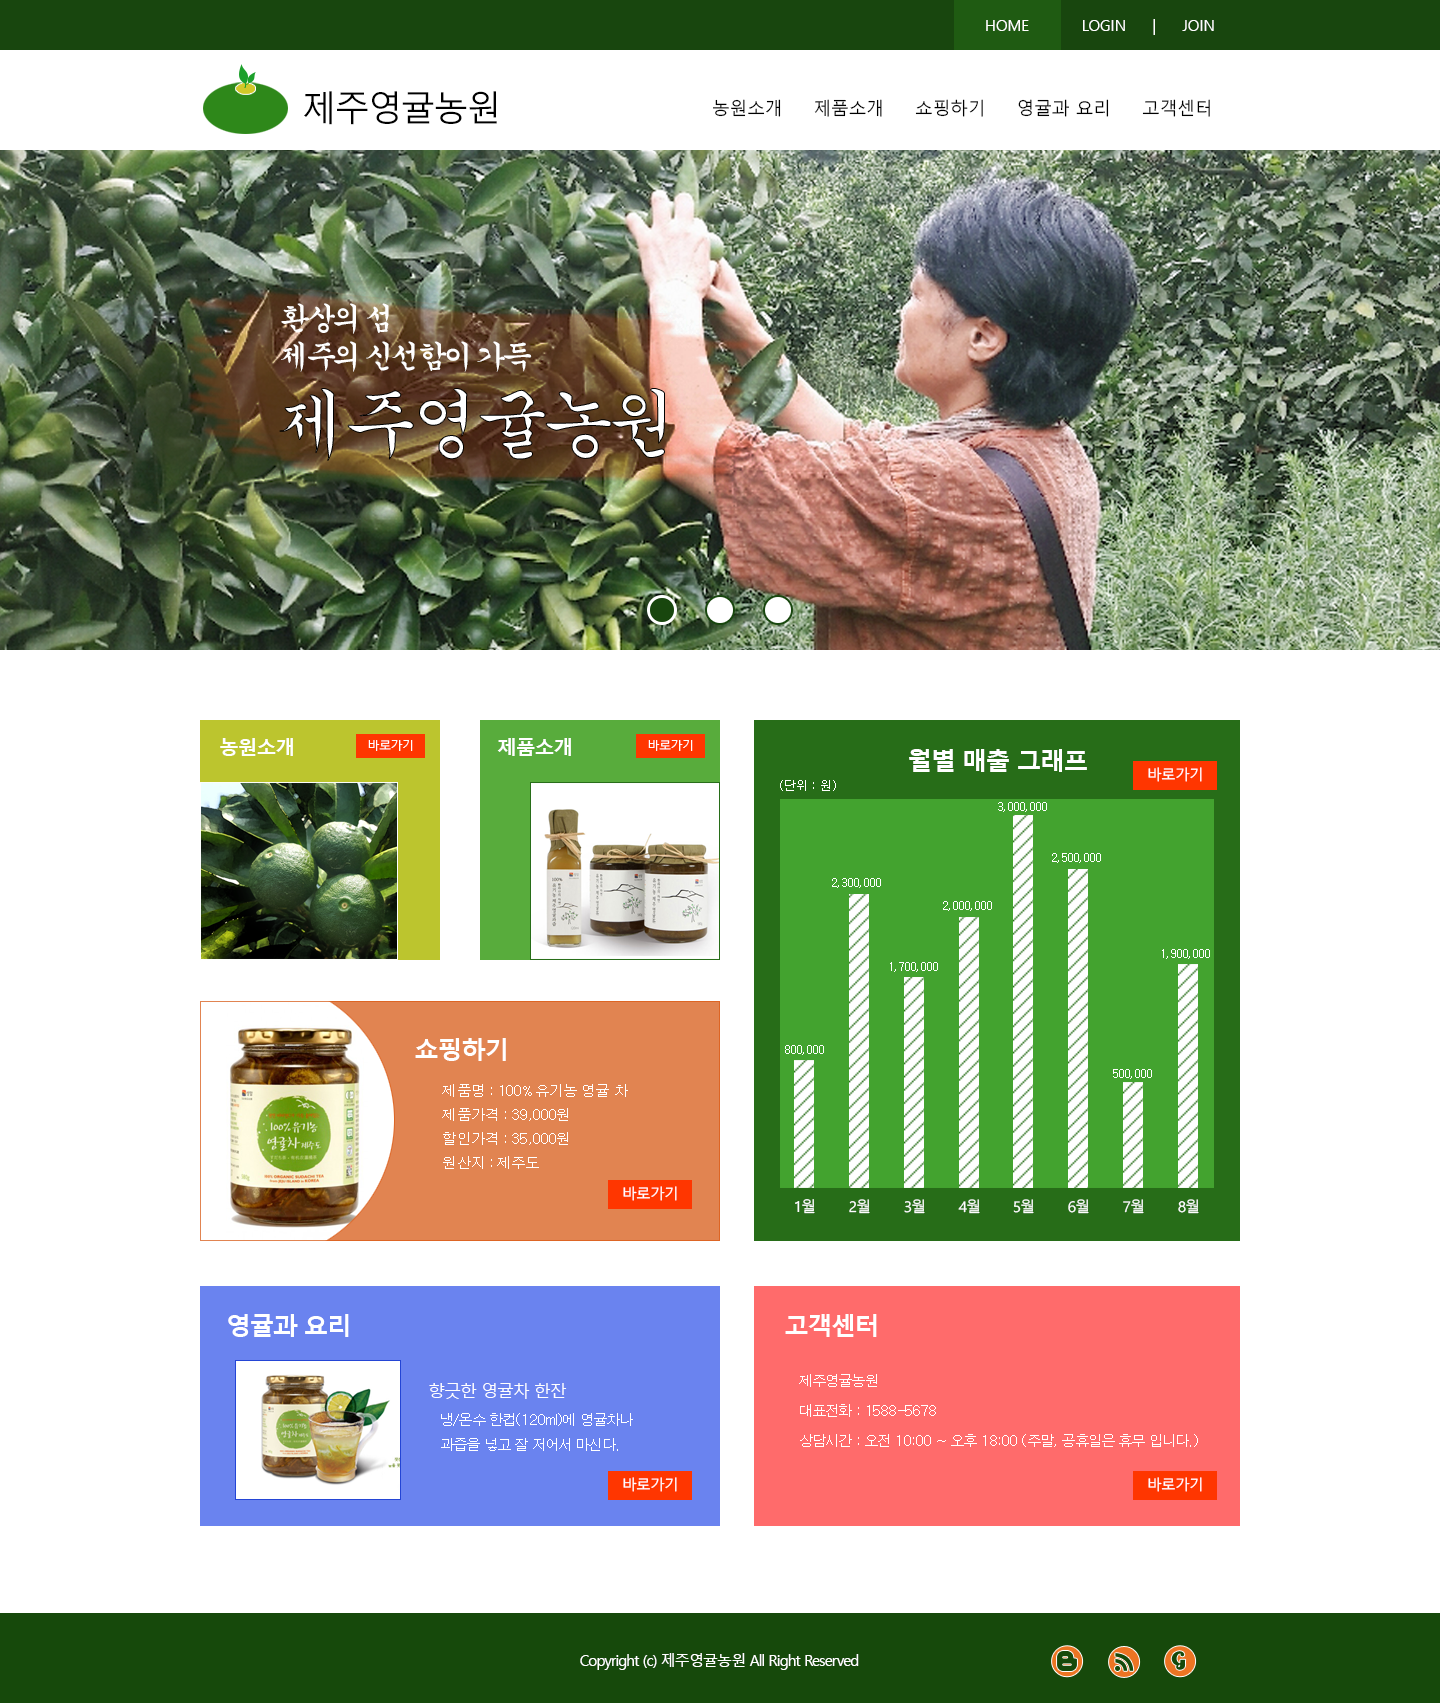 HOME
LOGIN | JOIN
제주영귤농원
농원소개 제품소개 쇼핑하기 영귤과 요리 고객센터
환상의 섬
제주의 신선함이 가득
제주영귤농원
농원소개
바로가기
제품소개
바로가기
월별 매출 그래프
바로가기
(단위 : 원)
3,000,000
2,500,000
2,300,000
2,000,000
1,900,000
1,700,000
800,000
500,000
1월 2월 3월 4월 5월 6월 7월 8월
쇼핑하기
제품명 : 100% 유기농 영귤 차
제품가격 : 39,000원
할인가격 : 35,000원
원산지 : 제주도
바로가기
100% 유기농
영귤차 제주도
영귤과 요리
향긋한 영귤차 한잔
냉/온수 한컵(120ml)에 영귤차나
과즙을 넣고 잘 저어서 마신다.
바로가기
고객센터
제주영귤농원
대표전화 : 1588-5678
상담시간 : 오전 10:00 ~ 오후 18:00 (주말, 공휴일은 휴무 입니다.)
바로가기
Copyright (c) 제주영귤농원 All Right Reserved